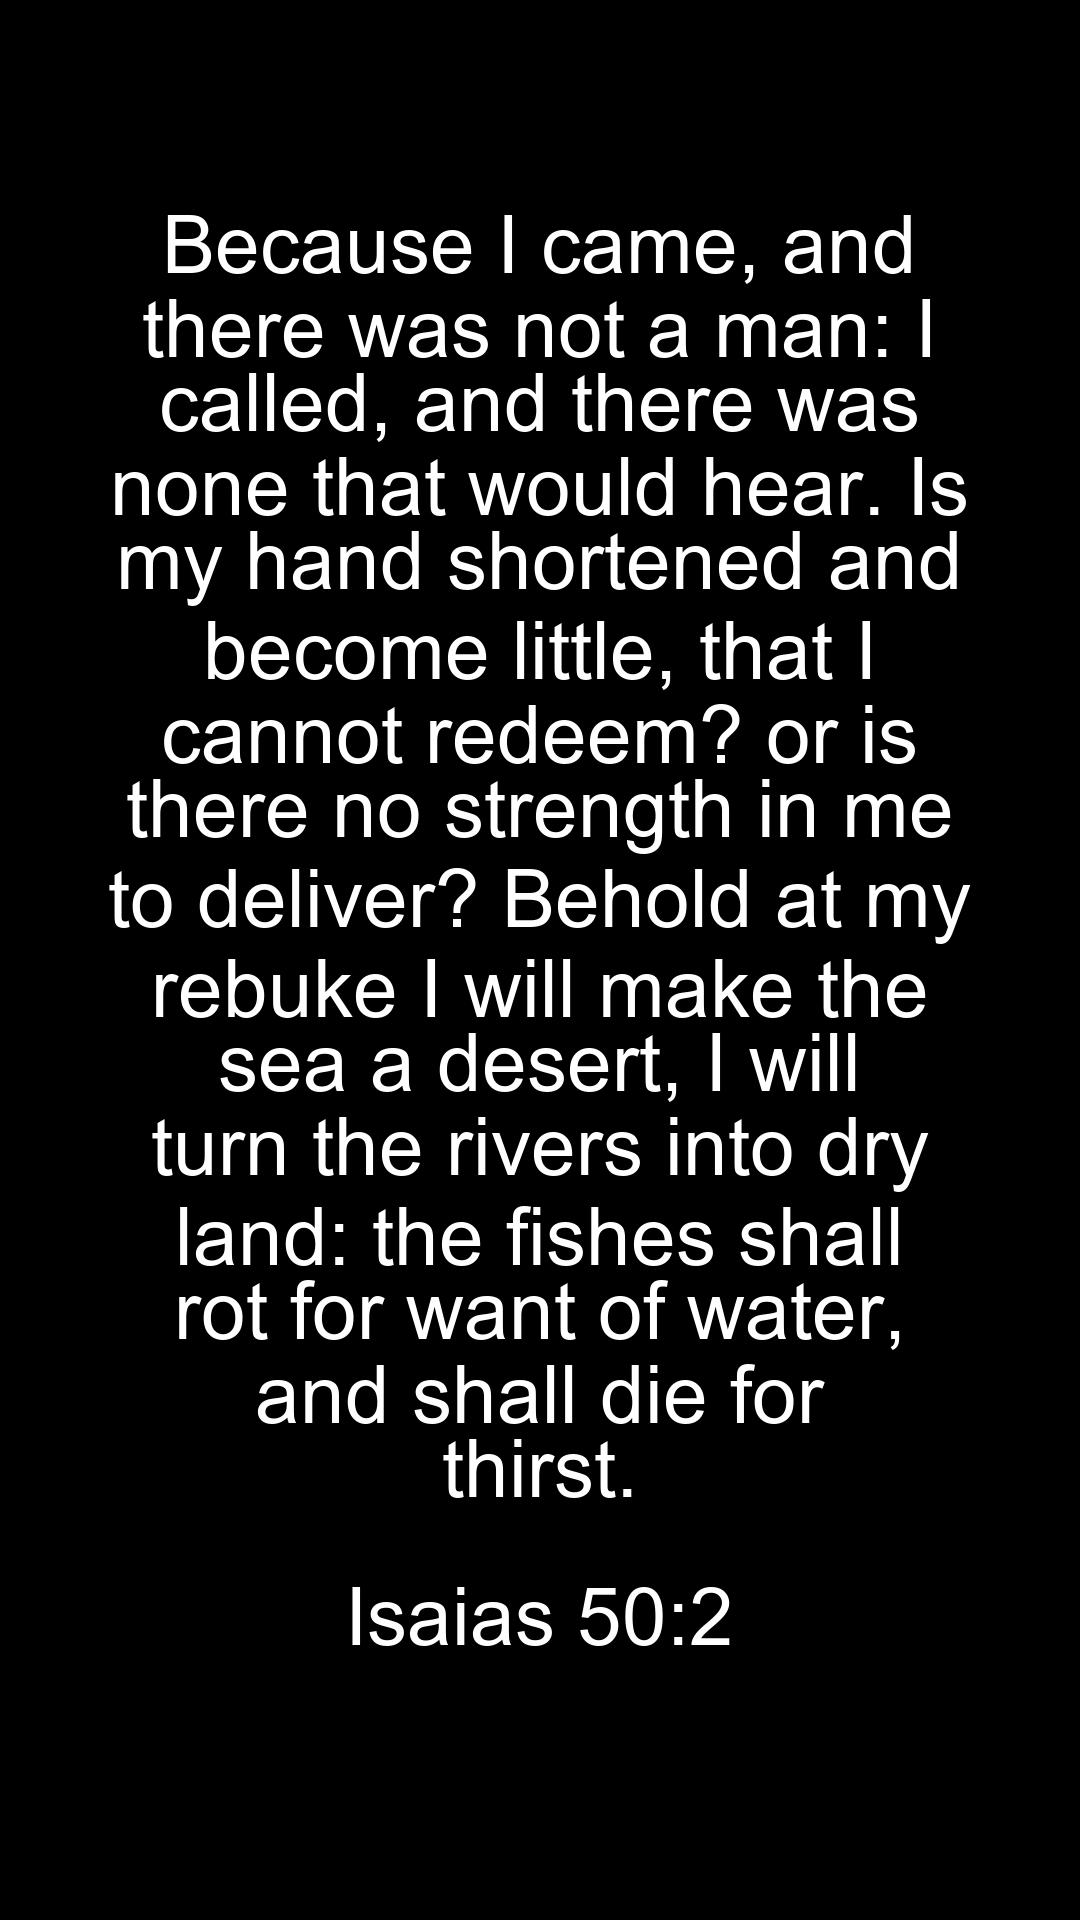 Because I came, and
there was not a man: I
called, and there was
none that would hear. Is
my hand shortened and
become little, that I
cannot redeem? or is
there no strength in me
to deliver? Behold at my
rebuke I will make the
sea a desert, I will
turn the rivers into dry
land: the fishes shall
rot for want of water,
and shall die for
thirst.
Isaias 50:2